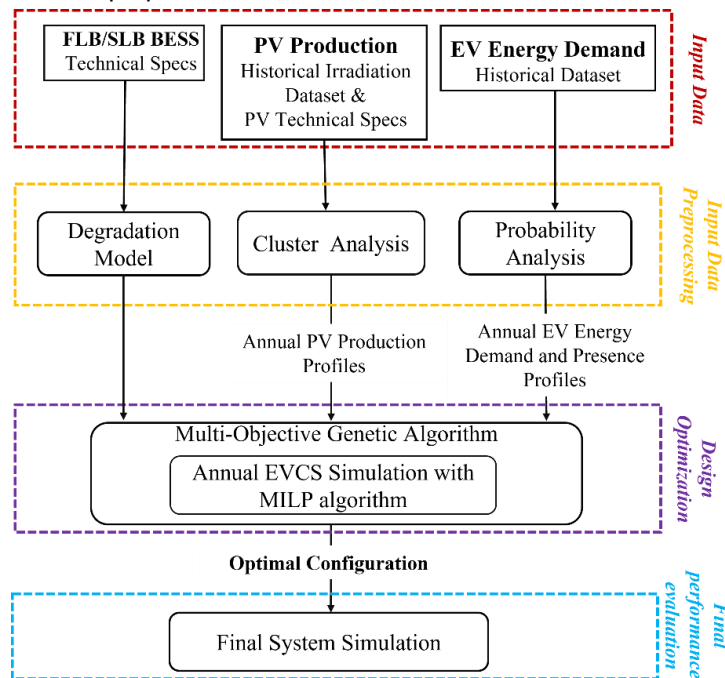 FLB/SLB BESS
Technical Specs
PV Production
Historical Irradiation
Dataset &
PV Technical Specs
EV Energy Demand
Historical Dataset
Input Data
Degradation
Model
Cluster Analysis
Probability
Analysis
Input Data
Preprocessing
Annual PV Production
Profiles
Annual EV Energy
Demand and Presence
Profiles
Multi-Objective Genetic Algorithm
Annual EVCS Simulation with
MILP algorithm
Design
Optimization
Optimal Configuration
Final System Simulation
Final
performance
evaluation